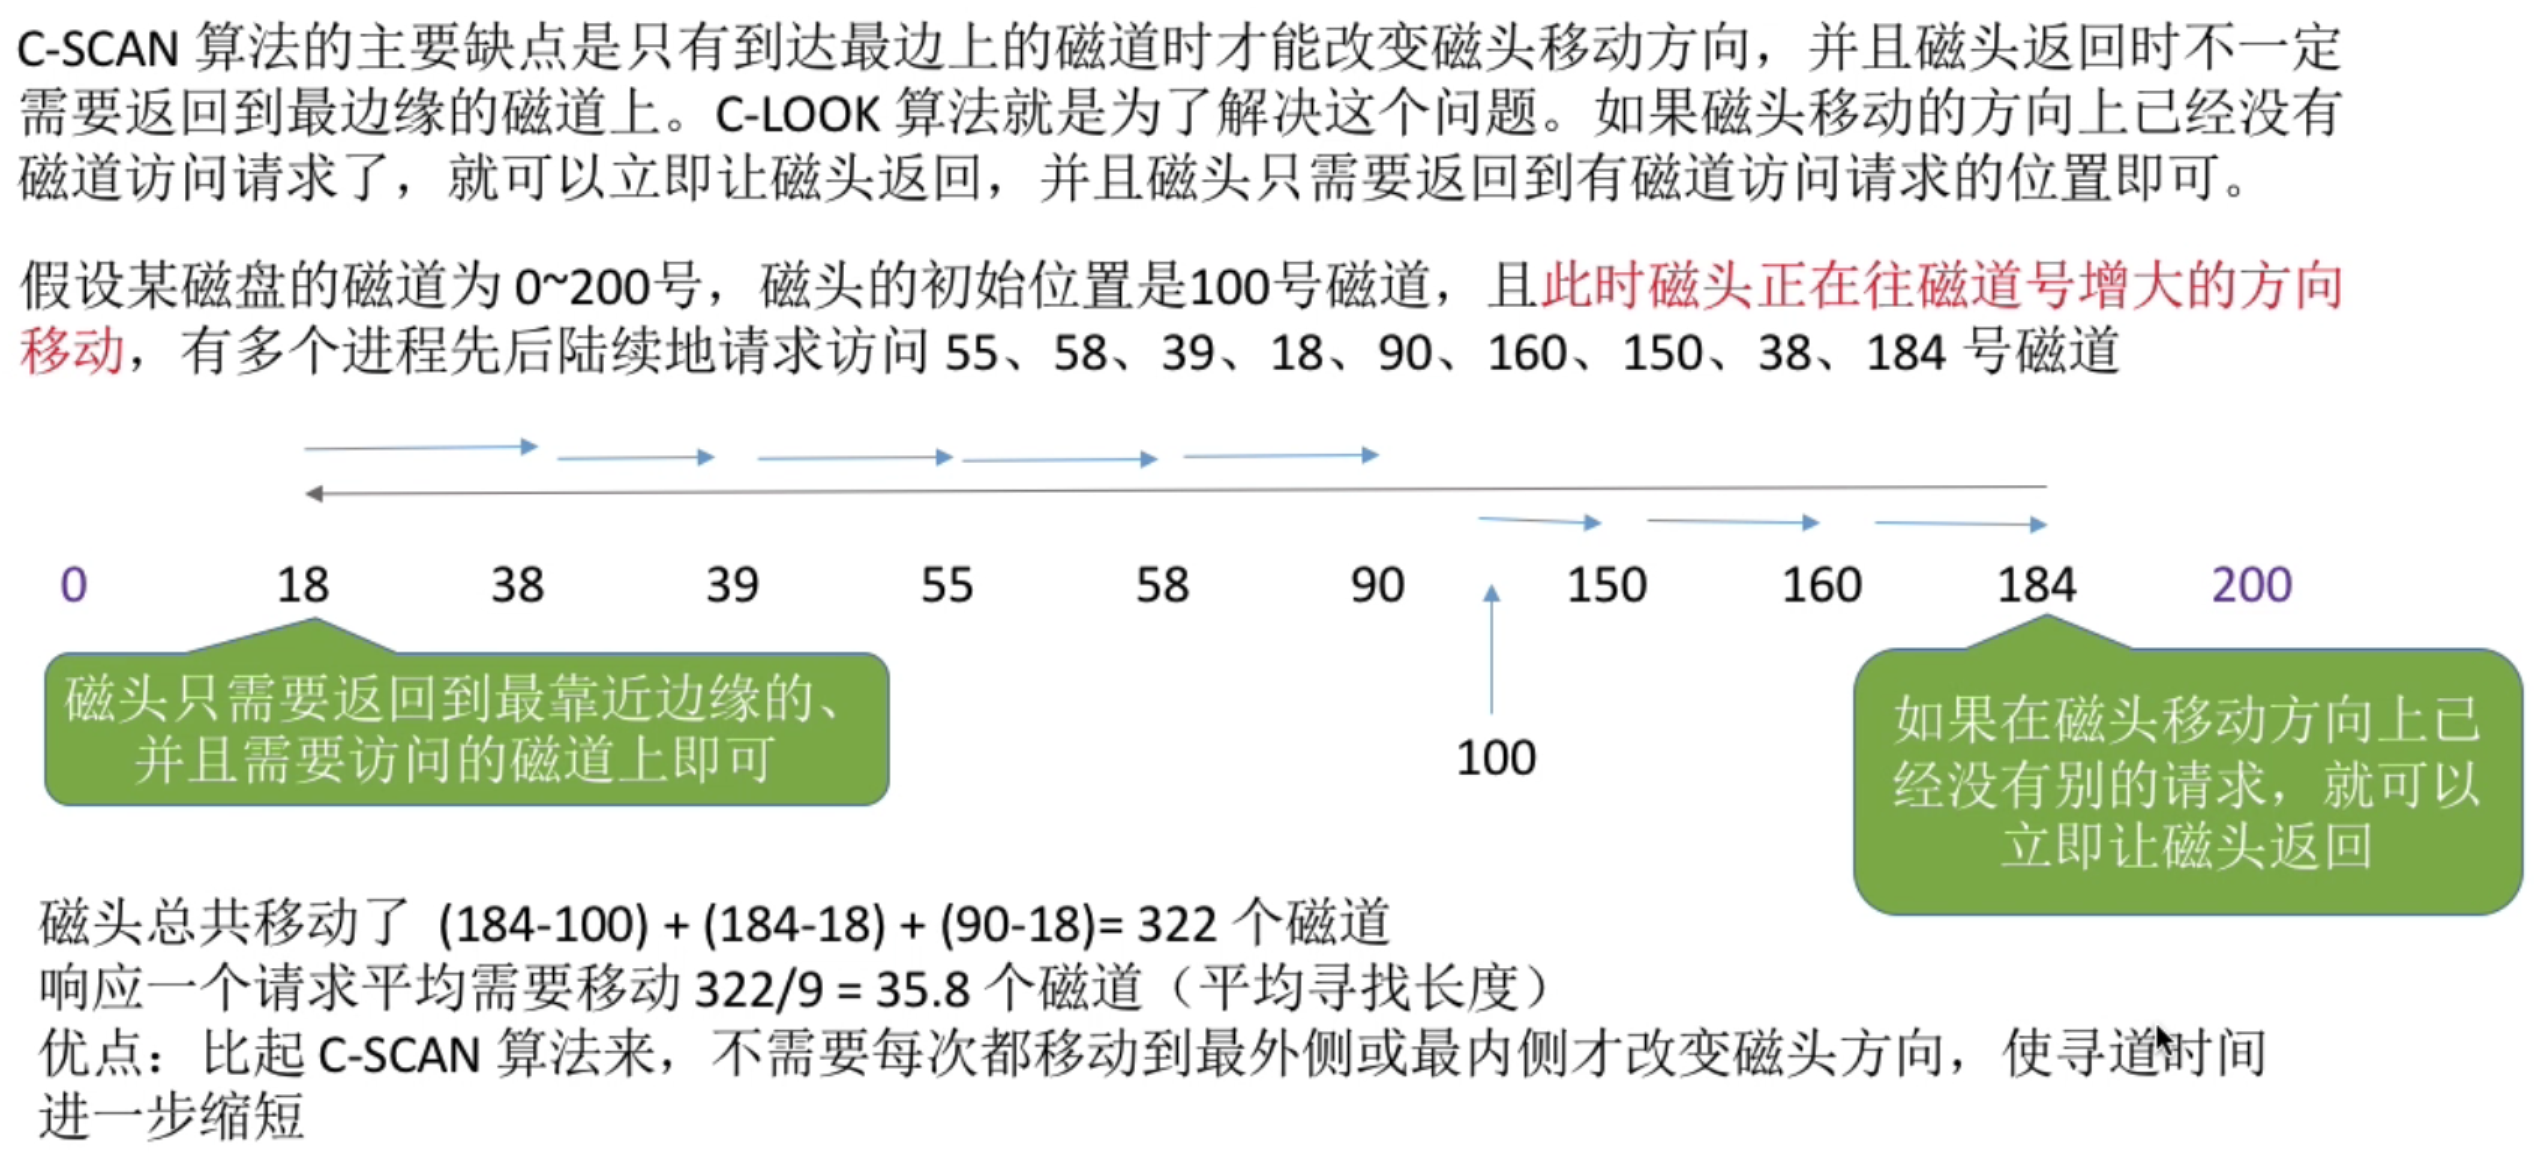 C-SCAN 算法的主要缺点是只有到达最边上的磁道时才能改变磁头移动方向，并且磁头返回时不一定
需要返回到最边缘的磁道上。C-LOOK 算法就是为了解决这个问题。如果磁头移动的方向上已经没有
磁道访问请求了，就可以立即让磁头返回，并且磁头只需要返回到有磁道访问请求的位置即可。
假设某磁盘的磁道为 0~200号，磁头的初始位置是100号磁道，且此时磁头正在往磁道号增大的方向
移动，有多个进程先后陆续地请求访问 55、58、39、18、90、160、150、38、184 号磁道
0 18 38 39 55 58 90 150 160 184 200
100
磁头只需要返回到最靠近边缘的、
并且需要访问的磁道上即可
如果在磁头移动方向上已
经没有别的请求，就可以
立即让磁头返回
磁头总共移动了 (184-100) + (184-18) + (90-18)= 322 个磁道
响应一个请求平均需要移动 322/9 = 35.8 个磁道（平均寻找长度）
优点：比起 C-SCAN 算法来，不需要每次都移动到最外侧或最内侧才改变磁头方向，使寻道时间
进一步缩短